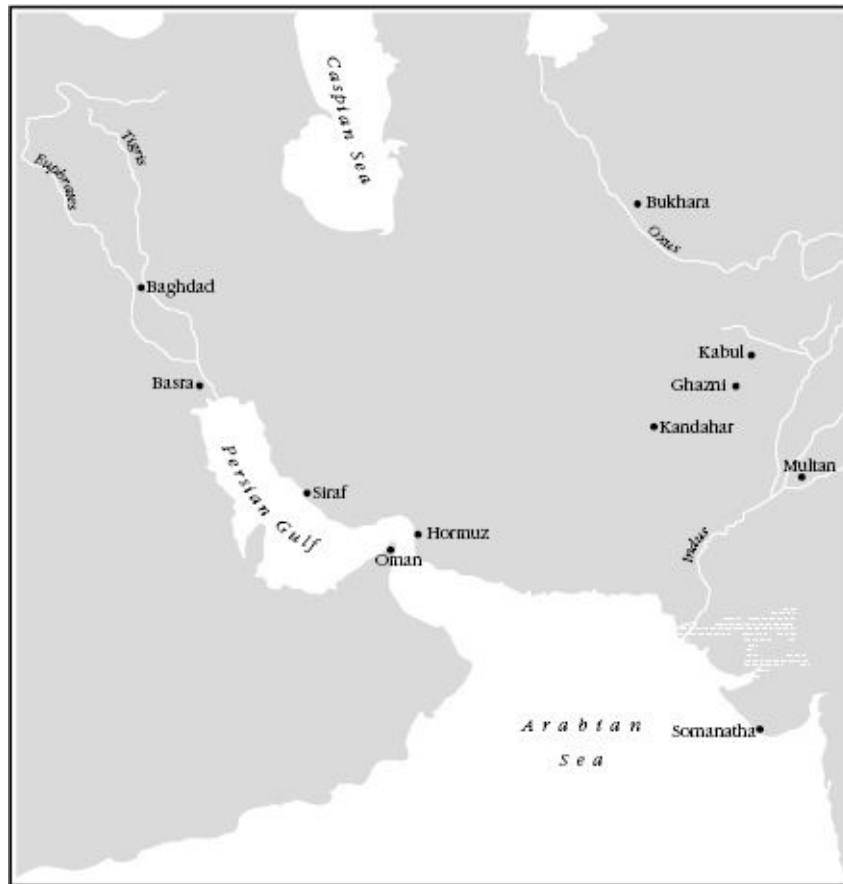 Caspian Sea
Tigris
Euphrates
Bukhara
Oxus
Baghdad
Kabul
Basra
Ghazni
Kandahar
Multan
Persian Gulf
Siraf
Hormuz
Indus
Oman
Arabian
Sea
Somanatha